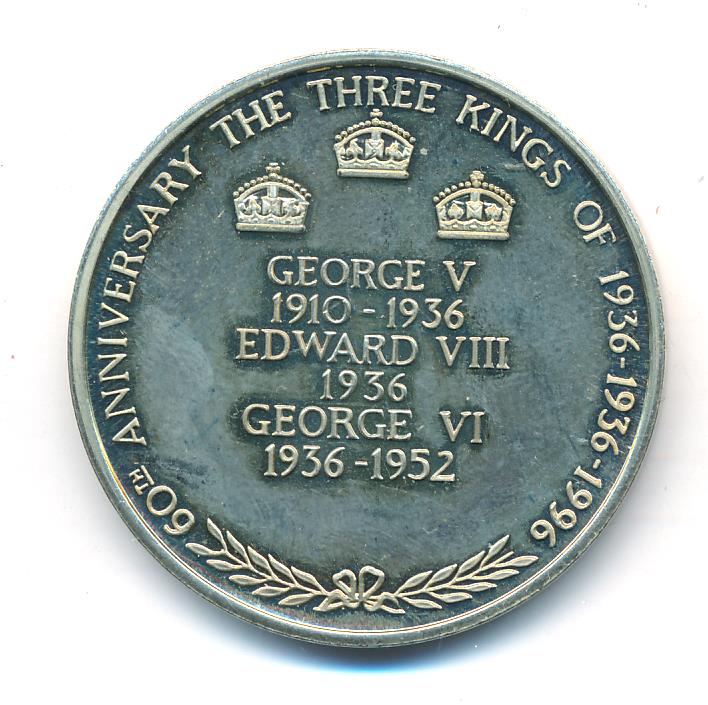 60TH ANNIVERSARY THE THREE KINGS OF 1936-1936-1996
GEORGE V
1910 - 1936
EDWARD VIII
1936
GEORGE VI
1936 - 1952